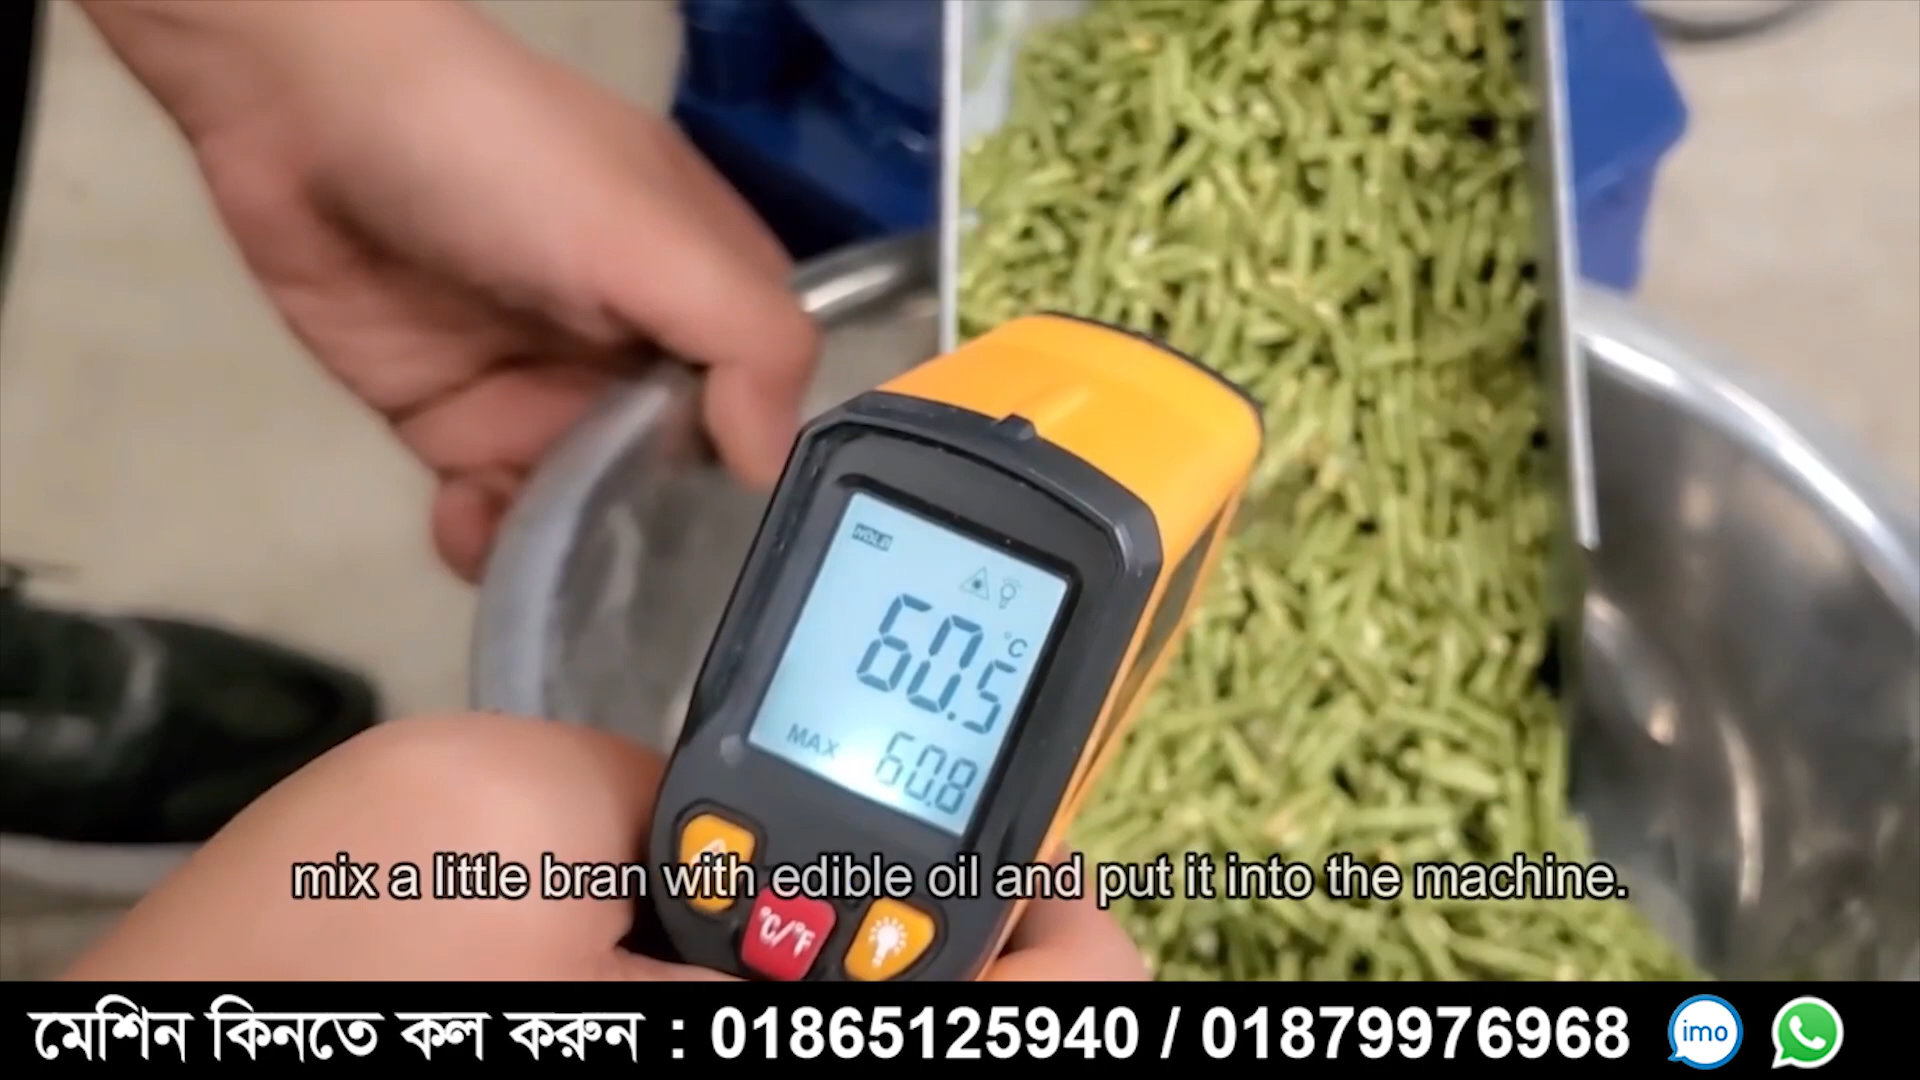 HOLD
°C
60.5
MAX 60.8
°C/°F
mix a little bran with edible oil and put it into the machine.
মেশিন কিনতে কল করুন : 01865125940 / 01879976968
imo